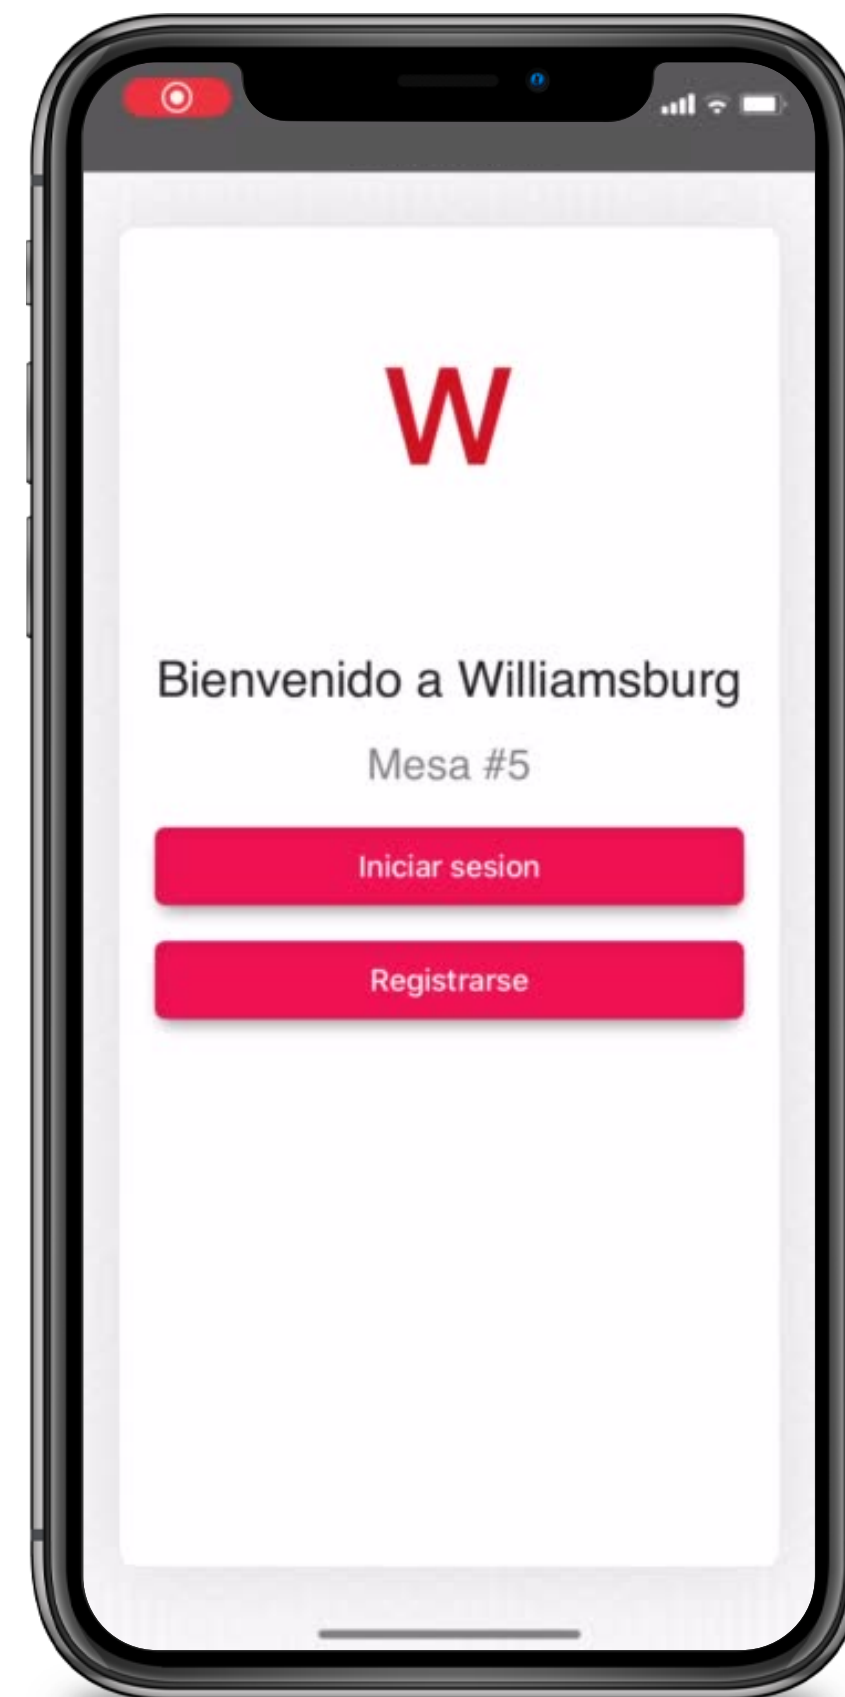 W
Bienvenido a Williamsburg
Mesa #5
Iniciar sesion
Registrarse